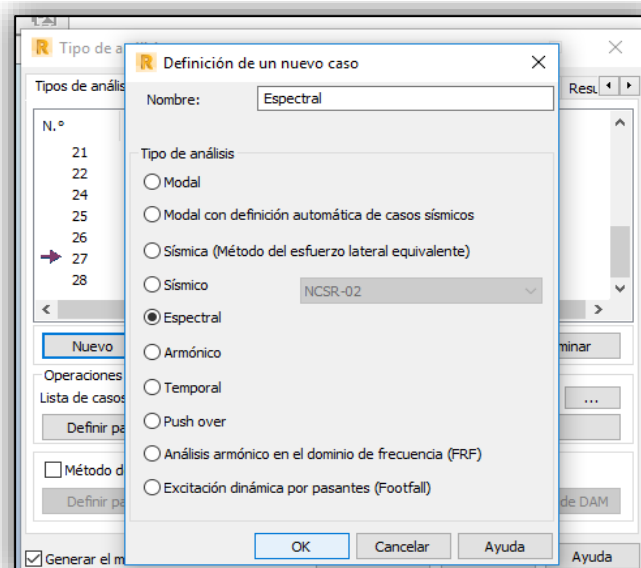 Tipo de a
Definición de un nuevo caso
Tipos de anális
Resu
Nombre: Espectral
N.°
21
22
24
25
26
27
28
Tipo de análisis
Modal
Modal con definición automática de casos sísmicos
Sísmica (Método del esfuerzo lateral equivalente)
Sísmico NCSR-02
Espectral
Armónico
Temporal
Push over
Análisis armónico en el dominio de frecuencia (FRF)
Excitación dinámica por pasantes (Footfall)
Nuevo
minar
Operaciones
Lista de casos
...
Definir pa
Método d
Definir pa
de DAM
OK Cancelar Ayuda
Generar el m
Ayuda